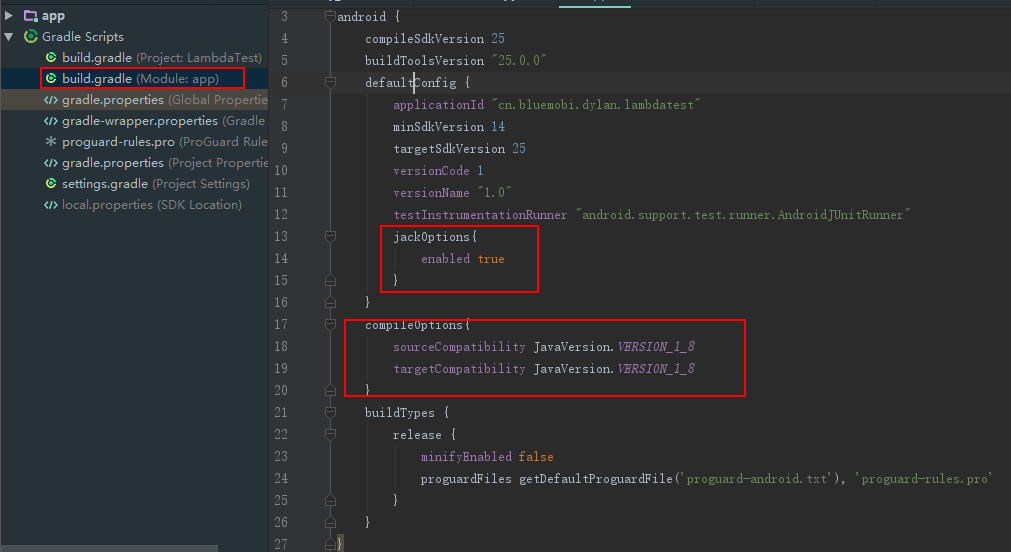 app
Gradle Scripts
build.gradle (Project: LambdaTest)
build.gradle (Module: app)
gradle.properties (Global Propertie
gradle-wrapper.properties (Gradle
proguard-rules.pro (ProGuard Rule
gradle.properties (Project Propertie
settings.gradle (Project Settings)
local.properties (SDK Location)
3 android {
4 compileSdkVersion 25
5 buildToolsVersion "25.0.0"
6 defaultConfig {
7 applicationId "cn.bluemobi.dylan.lambdatest"
8 minSdkVersion 14
9 targetSdkVersion 25
10 versionCode 1
11 versionName "1.0"
12 testInstrumentationRunner "android.support.test.runner.AndroidJUnitRunner"
13 jackOptions{
14 enabled true
15 }
16 }
17 compileOptions{
18 sourceCompatibility JavaVersion.VERSION_1_8
19 targetCompatibility JavaVersion.VERSION_1_8
20 }
21 buildTypes {
22 release {
23 minifyEnabled false
24 proguardFiles getDefaultProguardFile('proguard-android.txt'), 'proguard-rules.pro'
25 }
26 }
27 }